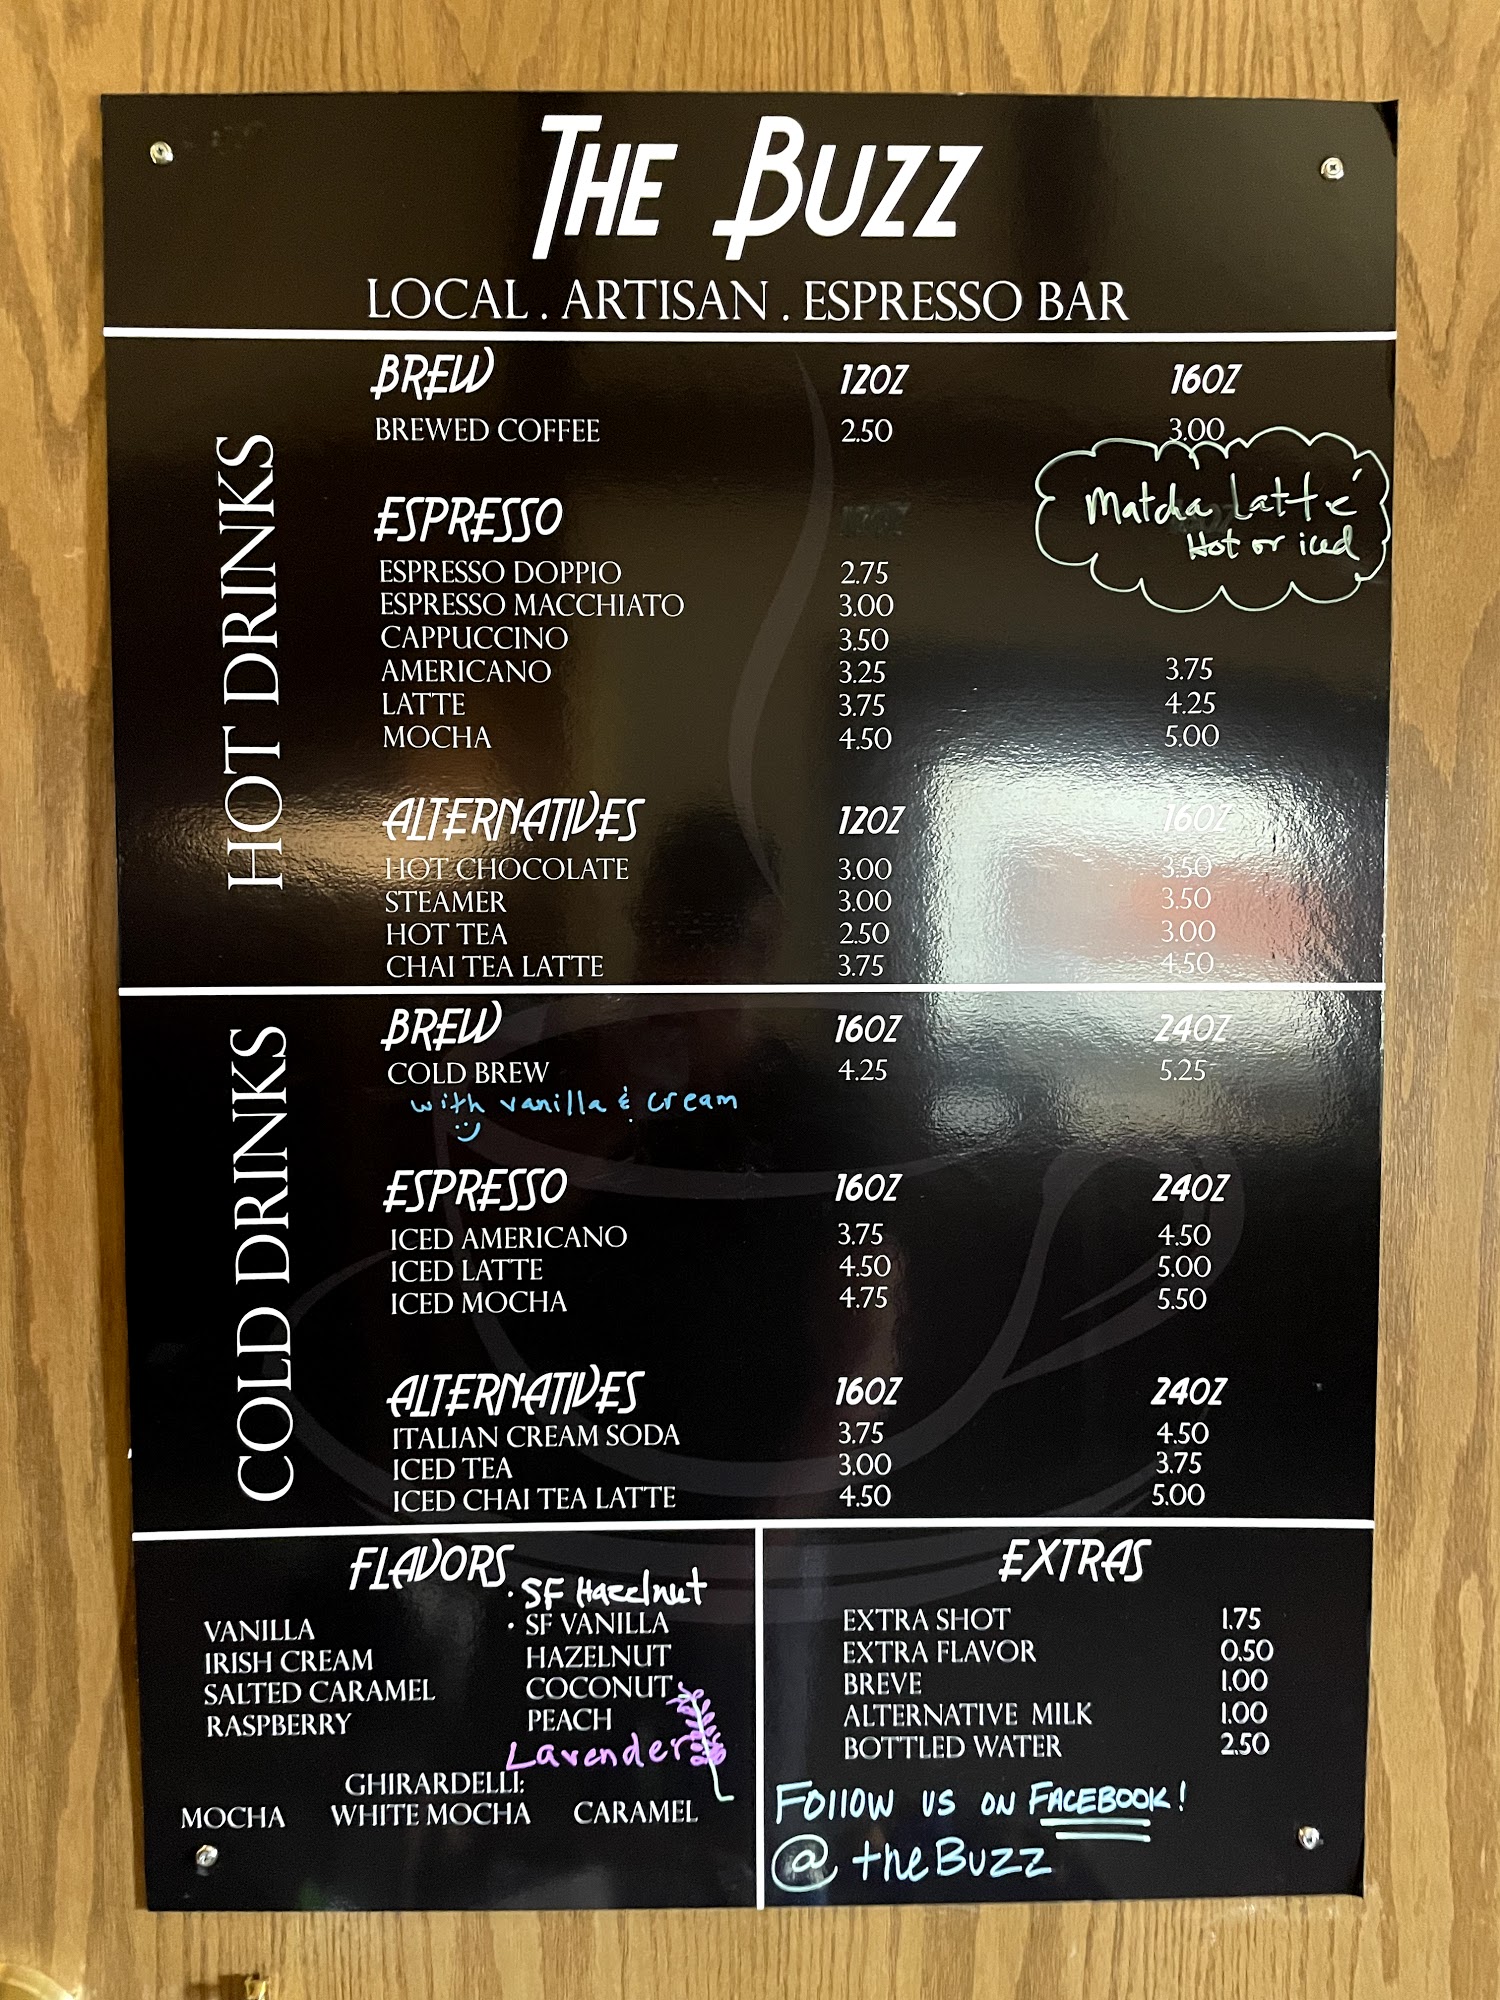 THE BUZZ
LOCAL . ARTISAN . ESPRESSO BAR
HOT DRINKS
BREW 12OZ 16OZ
BREWED COFFEE 2.50 3.00
Matcha Latté
Hot or iced
ESPRESSO 12OZ 16OZ
ESPRESSO DOPPIO 2.75
ESPRESSO MACCHIATO 3.00
CAPPUCCINO 3.50
AMERICANO 3.25 3.75
LATTE 3.75 4.25
MOCHA 4.50 5.00
ALTERNATIVES 12OZ 16OZ
HOT CHOCOLATE 3.00 3.50
STEAMER 3.00 3.50
HOT TEA 2.50 3.00
CHAI TEA LATTE 3.75 4.50
COLD DRINKS
BREW 16OZ 24OZ
COLD BREW 4.25 5.25
with vanilla & cream
ESPRESSO 16OZ 24OZ
ICED AMERICANO 3.75 4.50
ICED LATTE 4.50 5.00
ICED MOCHA 4.75 5.50
ALTERNATIVES 16OZ 24OZ
ITALIAN CREAM SODA 3.75 4.50
ICED TEA 3.00 3.75
ICED CHAI TEA LATTE 4.50 5.00
FLAVORS
VANILLA
IRISH CREAM
SALTED CARAMEL
RASPBERRY
· SF Hazelnut
· SF VANILLA
HAZELNUT
COCONUT
PEACH
Lavender
GHIRARDELLI:
MOCHA WHITE MOCHA CARAMEL
EXTRAS
EXTRA SHOT 1.75
EXTRA FLAVOR 0.50
BREVE 1.00
ALTERNATIVE MILK 1.00
BOTTLED WATER 2.50
FOllOW US ON FACEBOOK!
@ theBuzz